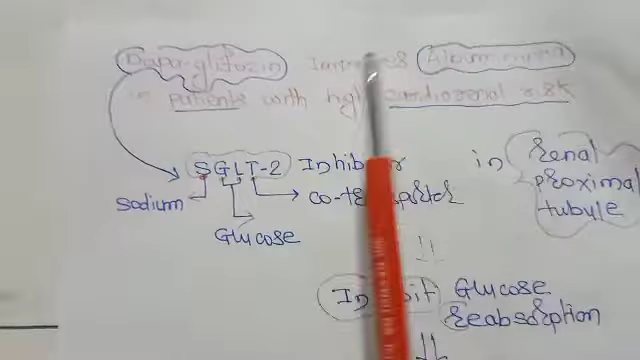 Dapagliflozin Albuminuria
in patients with high cardiorenal risk
SGLT-2 Inhibitor in Renal
Sodium co-transporter proximal
Glucose tubule
Inhibit Glucose
Reabsorption